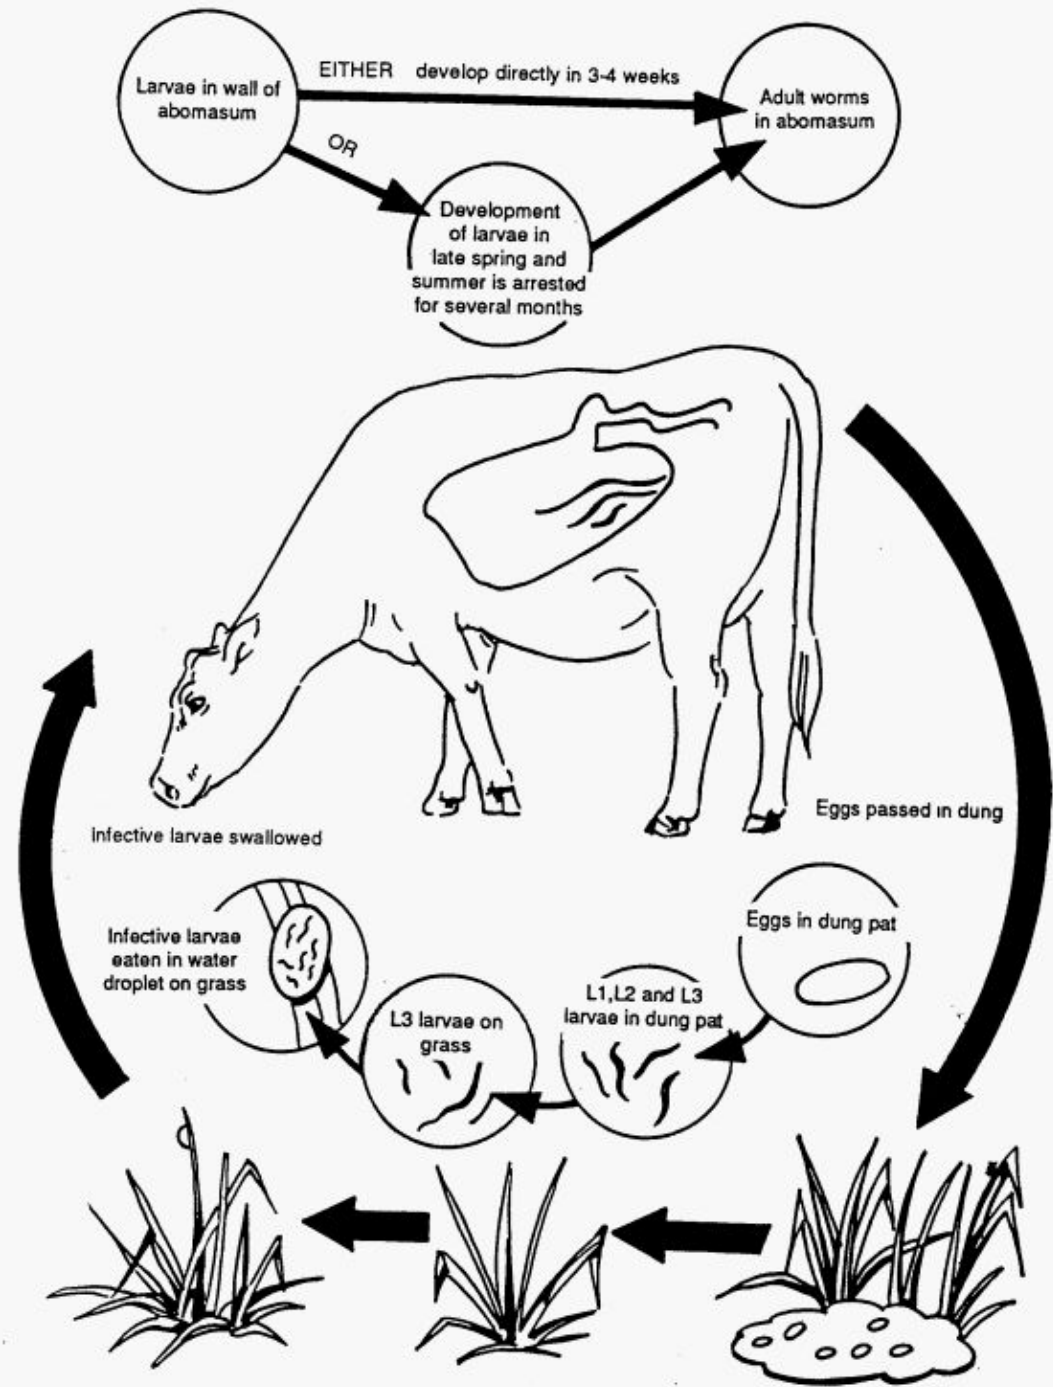 Larvae in wall of
abomasum
EITHER develop directly in 3-4 weeks
Adult worms
in abomasum
OR
Development
of larvae in
late spring and
summer is arrested
for several months
Infective larvae swallowed
Eggs passed in dung
Infective larvae
eaten in water
droplet on grass
L3 larvae on
grass
L1,L2 and L3
larvae in dung pat
Eggs in dung pat